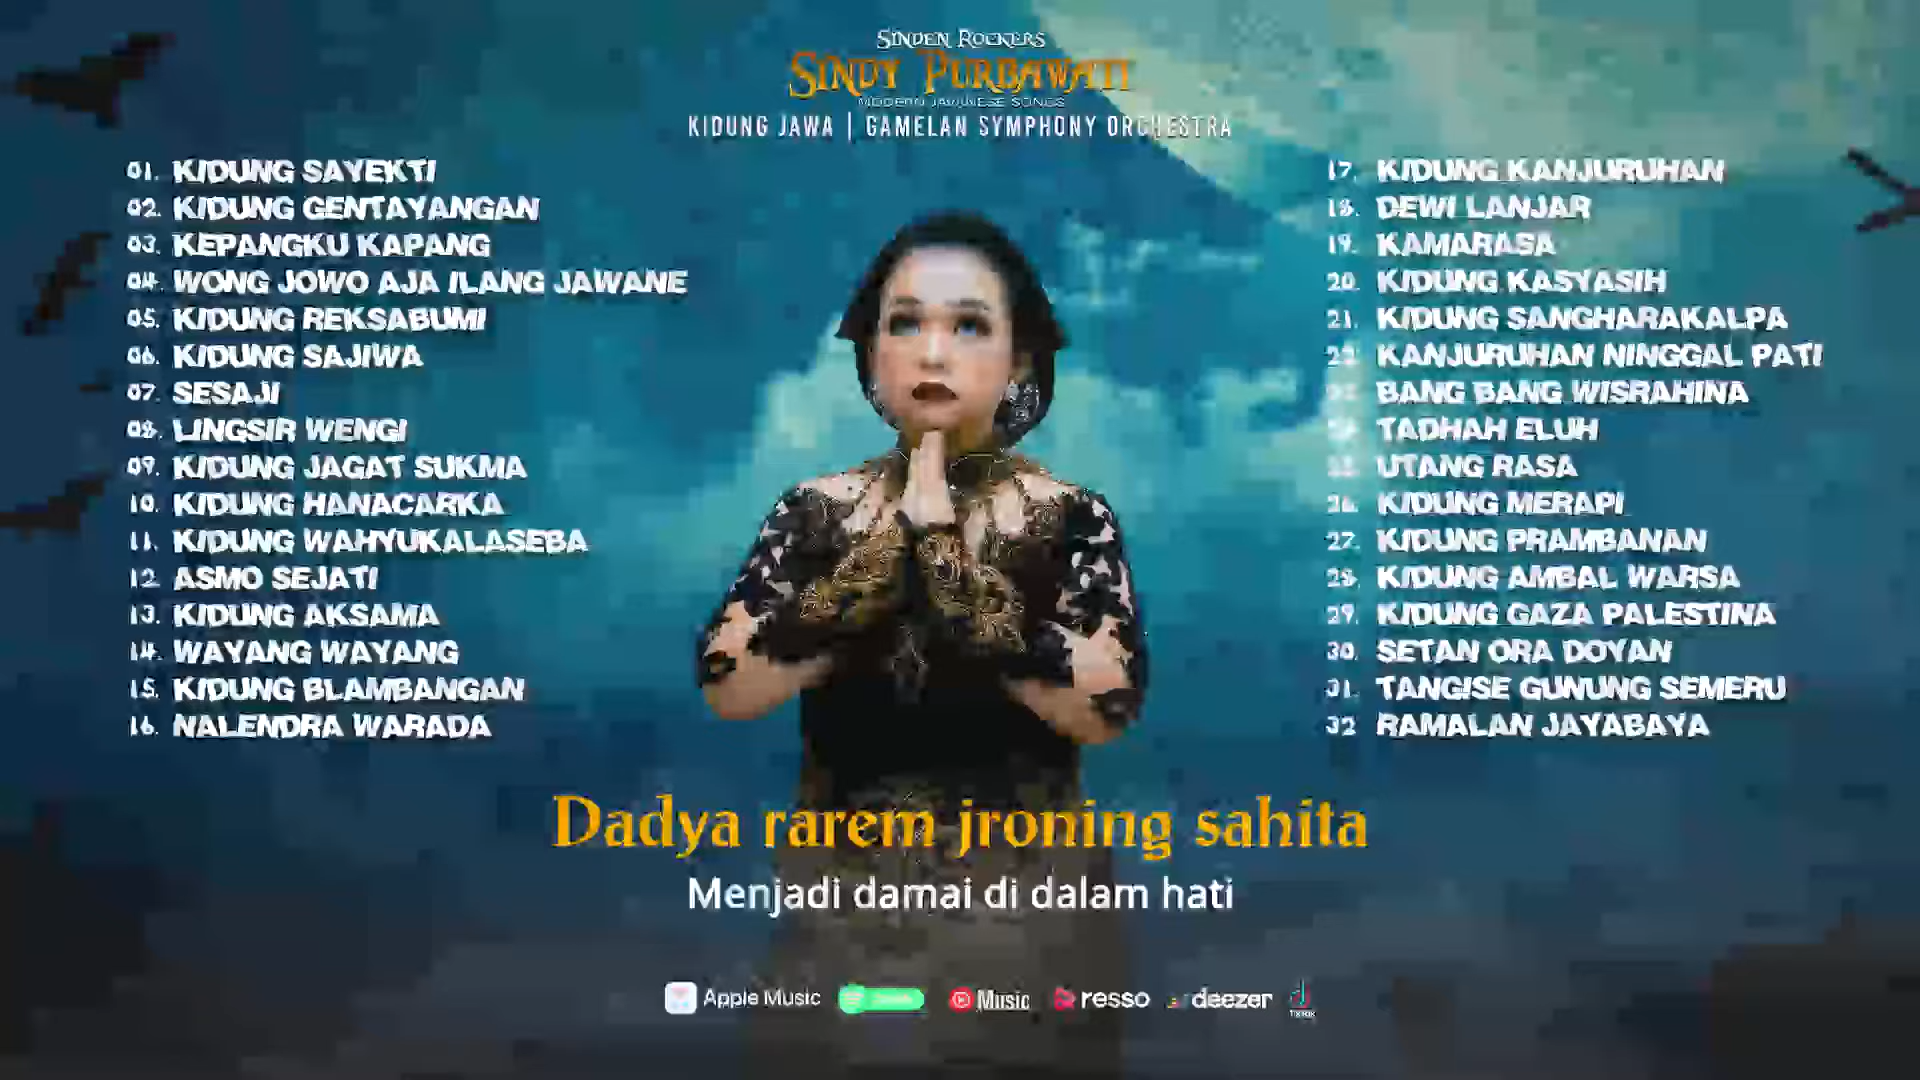 SINDEN ROCKERS
SINDY PURBAWATI
MODERN JAWANESE SONGS
KIDUNG JAWA | GAMELAN SYMPHONY ORCHESTRA
01. KIDUNG SAYEKTI
02. KIDUNG GENTAYANGAN
03. KEPANGKU KAPANG
04. WONG JOWO AJA ILANG JAWANE
05. KIDUNG REKSABUMI
06. KIDUNG SAJIWA
07. SESAJI
08. LINGSIR WENGI
09. KIDUNG JAGAT SUKMA
10. KIDUNG HANACARKA
11. KIDUNG WAHYUKALASEBA
12 ASMO SEJATI
13. KIDUNG AKSAMA
14. WAYANG WAYANG
15. KIDUNG BLAMBANGAN
16. NALENDRA WARADA
17. KIDUNG KANJURUHAN
18. DEWI LANJAR
19. KAMARASA
20. KIDUNG KASYASIH
21. KIDUNG SANGHARAKALPA
22 KANJURUHAN NINGGAL PATI
BANG BANG WISRAHINA
TADHAH ELUH
UTANG RASA
26. KIDUNG MERAPI
27. KIDUNG PRAMBANAN
28. KIDUNG AMBAL WARSA
29. KIDUNG GAZA PALESTINA
30. SETAN ORA DOYAN
31. TANGISE GUNUNG SEMERU
32 RAMALAN JAYABAYA
Dadya rarem jroning sahita
Menjadi damai di dalam hati
Apple Music
Music
resso
deezer